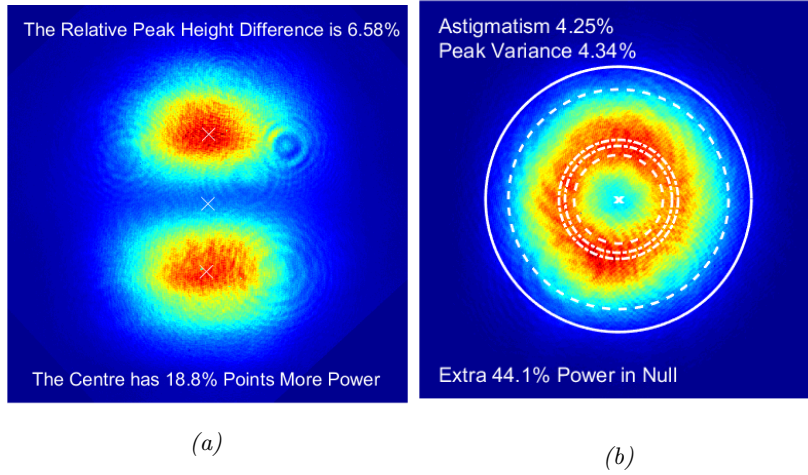 The Relative Peak Height Difference is 6.58%
The Centre has 18.8% Points More Power
(a)
Astigmatism 4.25%
Peak Variance 4.34%
Extra 44.1% Power in Null
(b)